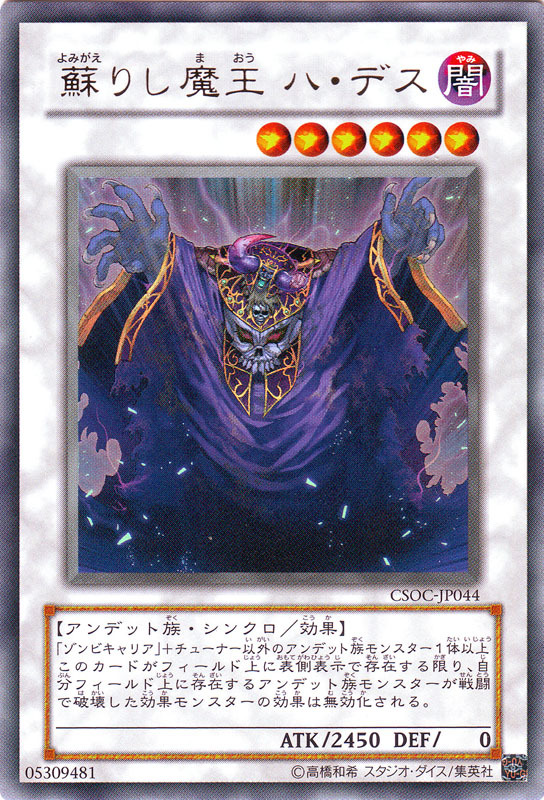 蘇りし魔王 ハ・デス
闇
CSOC-JP044
【アンデット族・シンクロ/効果】
「ゾンビキャリア」+チューナー以外のアンデット族モンスター1体以上
このカードがフィールド上に表側表示で存在する限り、自
分フィールド上に存在するアンデット族モンスターが戦闘
で破壊した効果モンスターの効果は無効化される。
ATK/2450 DEF/ 0
05309481
©高橋和希 スタジオ・ダイス/集英社